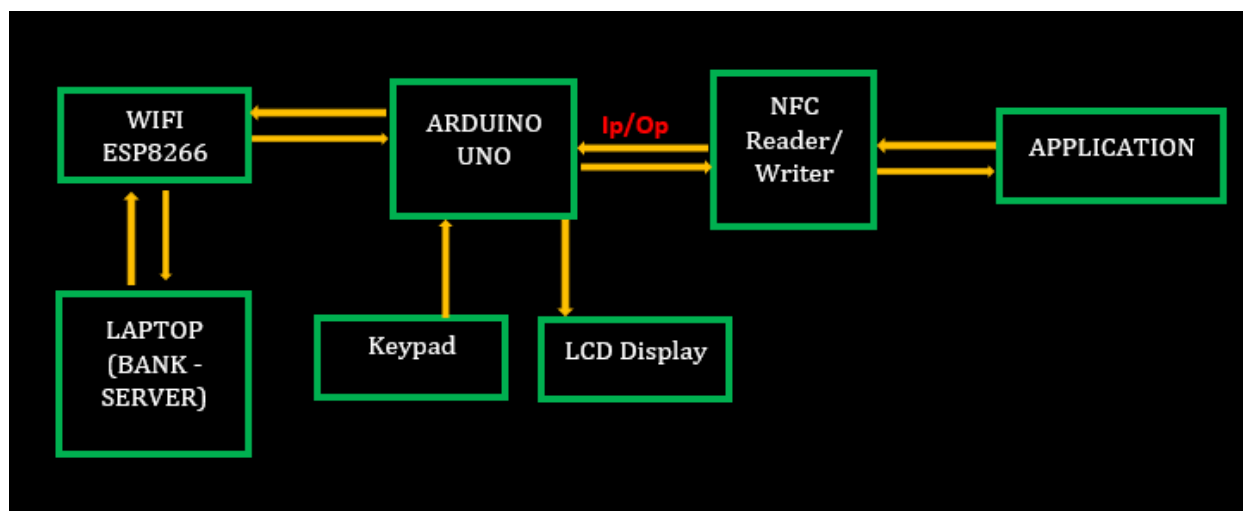 WIFI
ESP8266
ARDUINO
UNO
Ip/Op
NFC
Reader/
Writer
APPLICATION
LAPTOP
(BANK -
SERVER)
Keypad
LCD Display